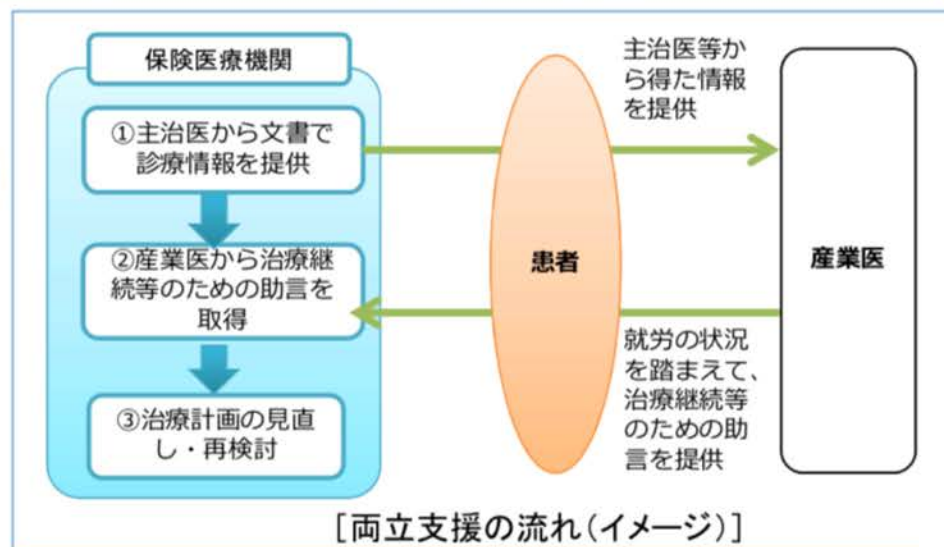 保険医療機関
①主治医から文書で
診療情報を提供
②産業医から治療継
続等のための助言を
取得
③治療計画の見直
し・再検討
患者
主治医等か
ら得た情報
を提供
就労の状況
を踏まえて、
治療継続等
のための助
言を提供
産業医
[両立支援の流れ(イメージ)]